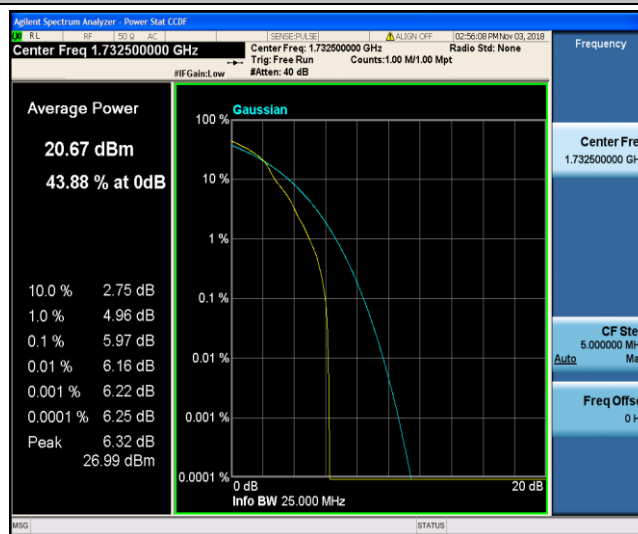 Agilent Spectrum Analyzer - Power Stat CCDF
RL RF 50 Ω AC SENSE:PULSE ALIGN OFF 02:56:08 PM Nov 03, 2018
Center Freq 1.732500000 GHz
Center Freq: 1.732500000 GHz Radio Std: None
Trig: Free Run Counts:1.00 M/1.00 Mpt
#IFGain:Low #Atten: 40 dB
Frequency
Average Power
20.67 dBm
43.88 % at 0dB
10.0 % 2.75 dB
1.0 % 4.96 dB
0.1 % 5.97 dB
0.01 % 6.16 dB
0.001 % 6.22 dB
0.0001 % 6.25 dB
Peak 6.32 dB
26.99 dBm
Gaussian
100 %
10 %
1 %
0.1 %
0.01 %
0.001 %
0.0001 %
0 dB 20 dB
Info BW 25.000 MHz
Center Fre
1.732500000 GH
CF Ste
5.000000 MH
Auto Ma
Freq Offse
0 H
MSG STATUS